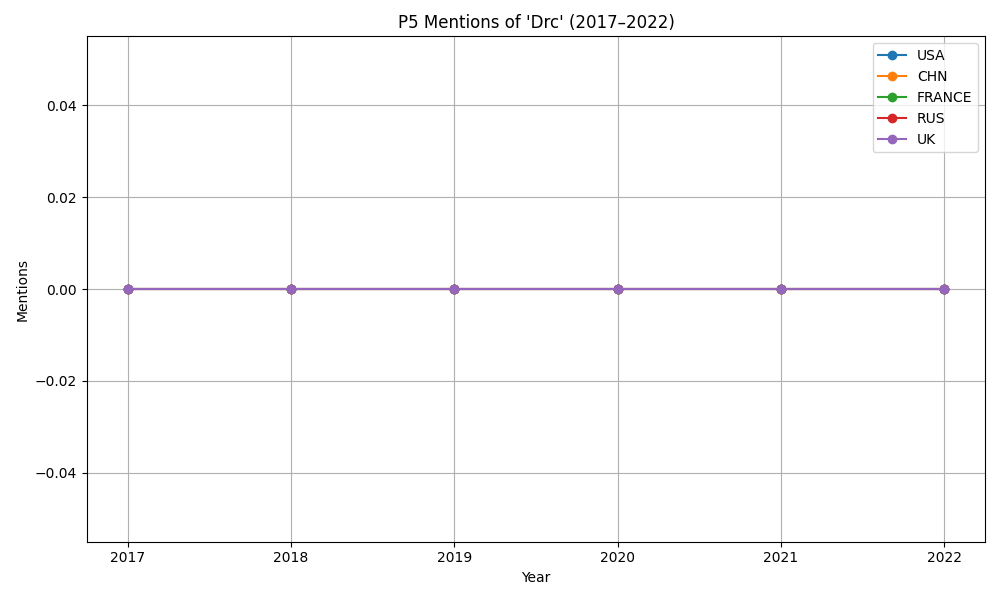 P5 Mentions of 'Drc' (2017–2022)
USA
CHN
FRANCE
RUS
UK
Mentions
0.04
0.02
0.00
−0.02
−0.04
2017 2018 2019 2020 2021 2022
Year